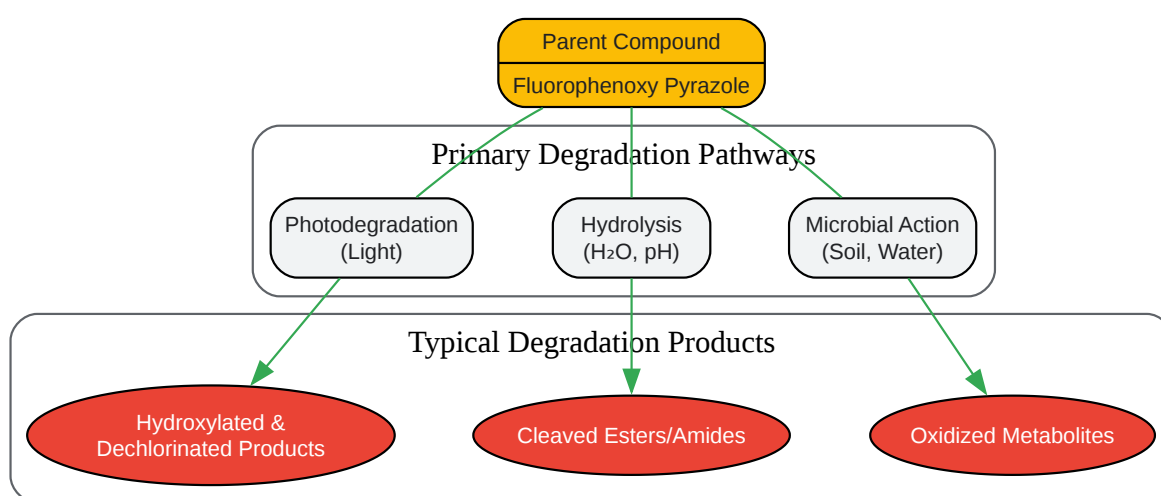 Parent Compound
Fluorophenoxy Pyrazole
Primary Degradation Pathways
Photodegradation
(Light)
Hydrolysis
(H₂O, pH)
Microbial Action
(Soil, Water)
Typical Degradation Products
Hydroxylated &
Dechlorinated Products
Cleaved Esters/Amides
Oxidized Metabolites